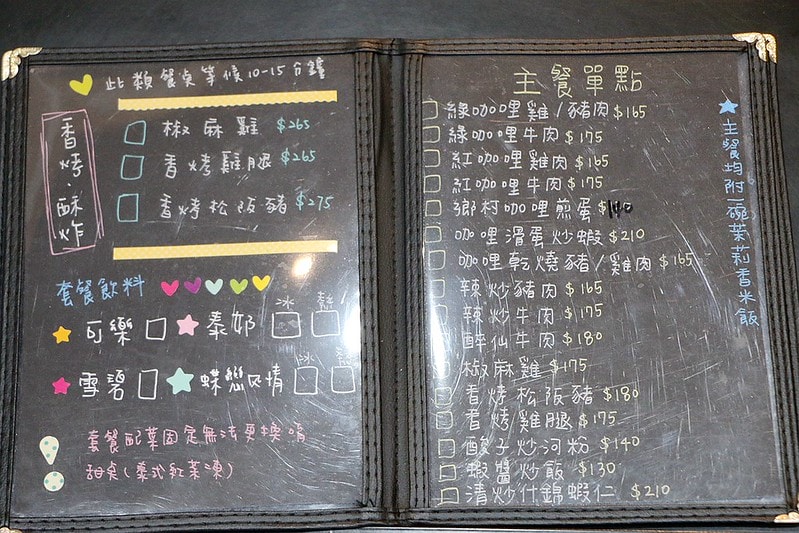 此類餐桌等候10-15分鐘
香烤·酥炸
椒麻雞 $265
香烤雞腿 $265
香烤松阪豬 $275
套餐飲料
可樂 泰奶 冰 熱
雪碧 蝶戀風情 冰 熱
套餐配菜固定無法更換唷
甜桌(泰式紅茶凍)
主餐單點
綠咖哩雞/豬肉 $165
綠咖哩牛肉 $175
紅咖哩雞肉 $165
紅咖哩牛肉 $175
鄉村咖哩煎蛋 $140
咖哩滑蛋炒蝦 $210
咖哩乾燒豬/雞肉 $165
辣炒豬肉 $165
辣炒牛肉 $175
醉仙牛肉 $180
椒麻雞 $175
香烤松阪豬 $180
香烤雞腿 $175
酸子炒河粉 $140
蝦醬炒飯 $130
清炒什錦蝦仁 $210
主餐均附一碗茉莉香米飯